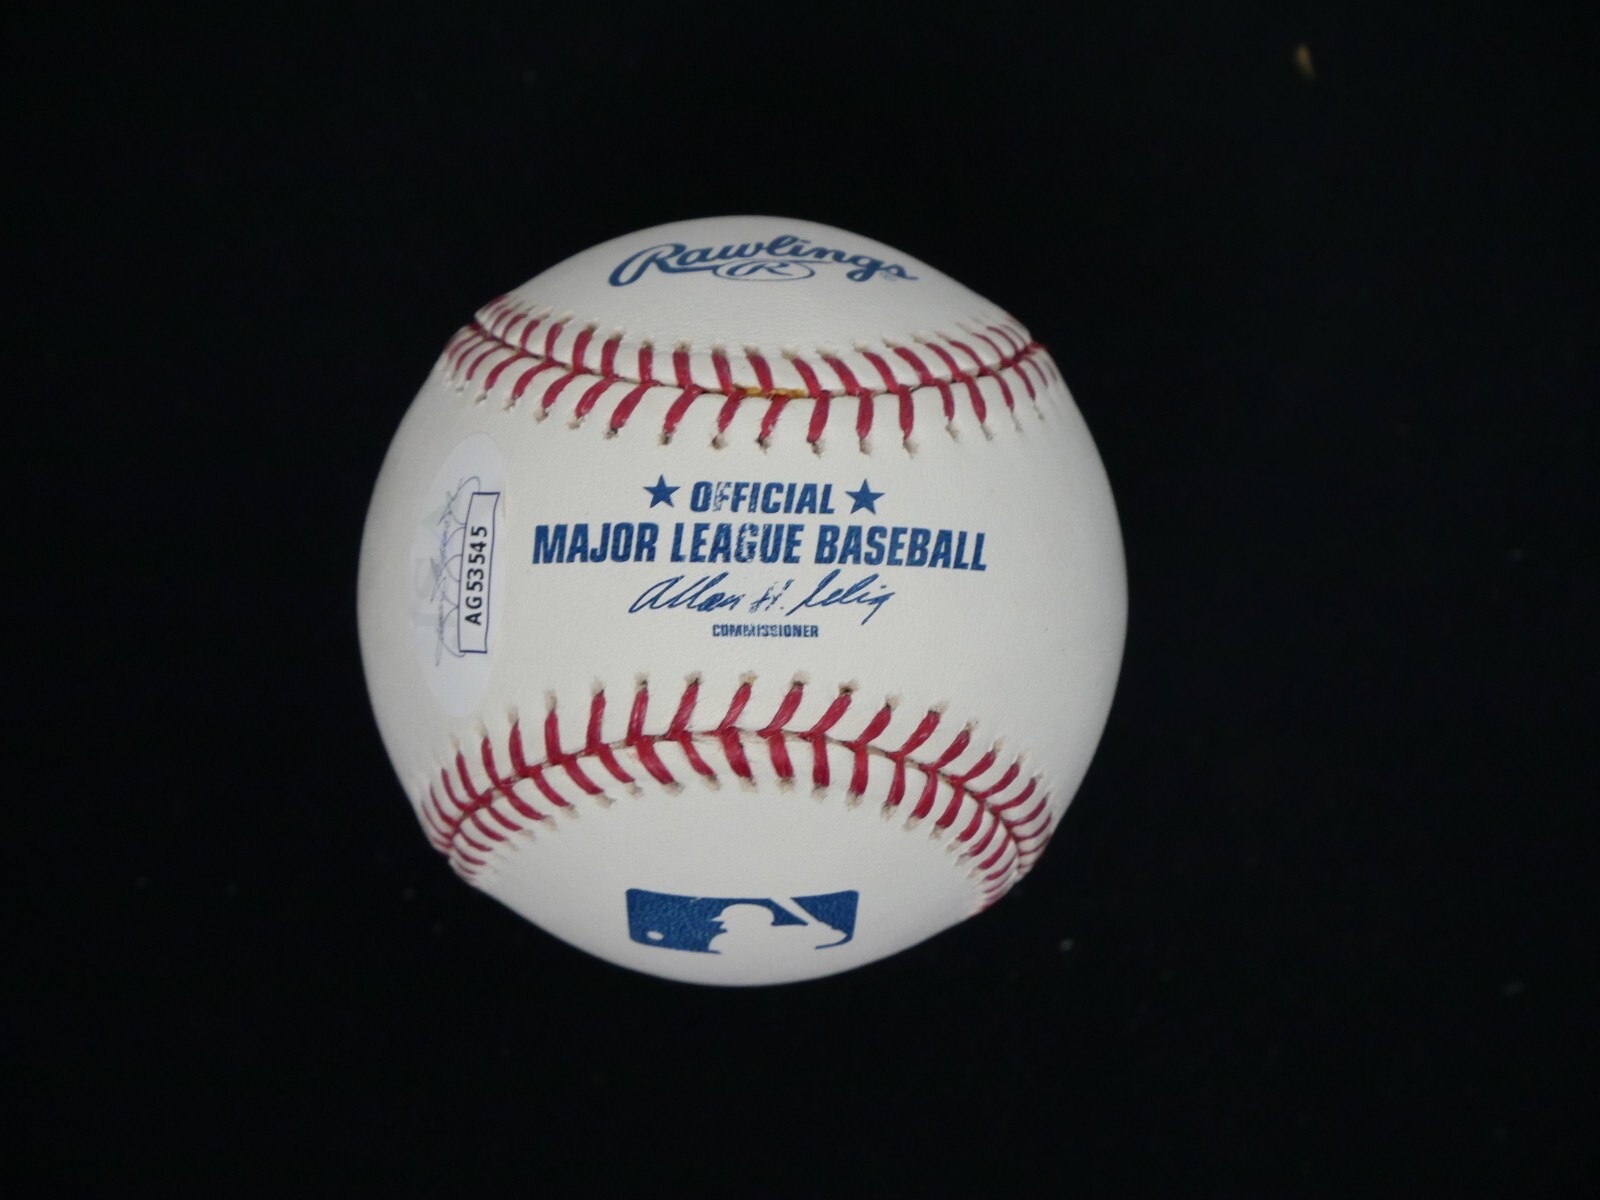 Rawlings
R
★ OFFICIAL ★
MAJOR LEAGUE BASEBALL
Allan H. Selig
COMMISSIONER
AG53545